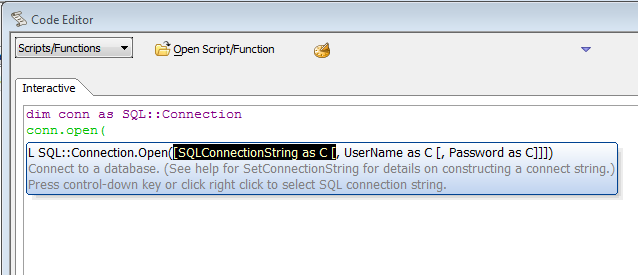 Code Editor
Scripts/Functions Open Script/Function
Interactive
dim conn as SQL::Connection
conn.open(
L SQL::Connection.Open([SQLConnectionString as C [, UserName as C [, Password as C]]])
Connect to a database. (See help for SetConnectionString for details on constructing a connect string.)
Press control-down key or click right click to select SQL connection string.